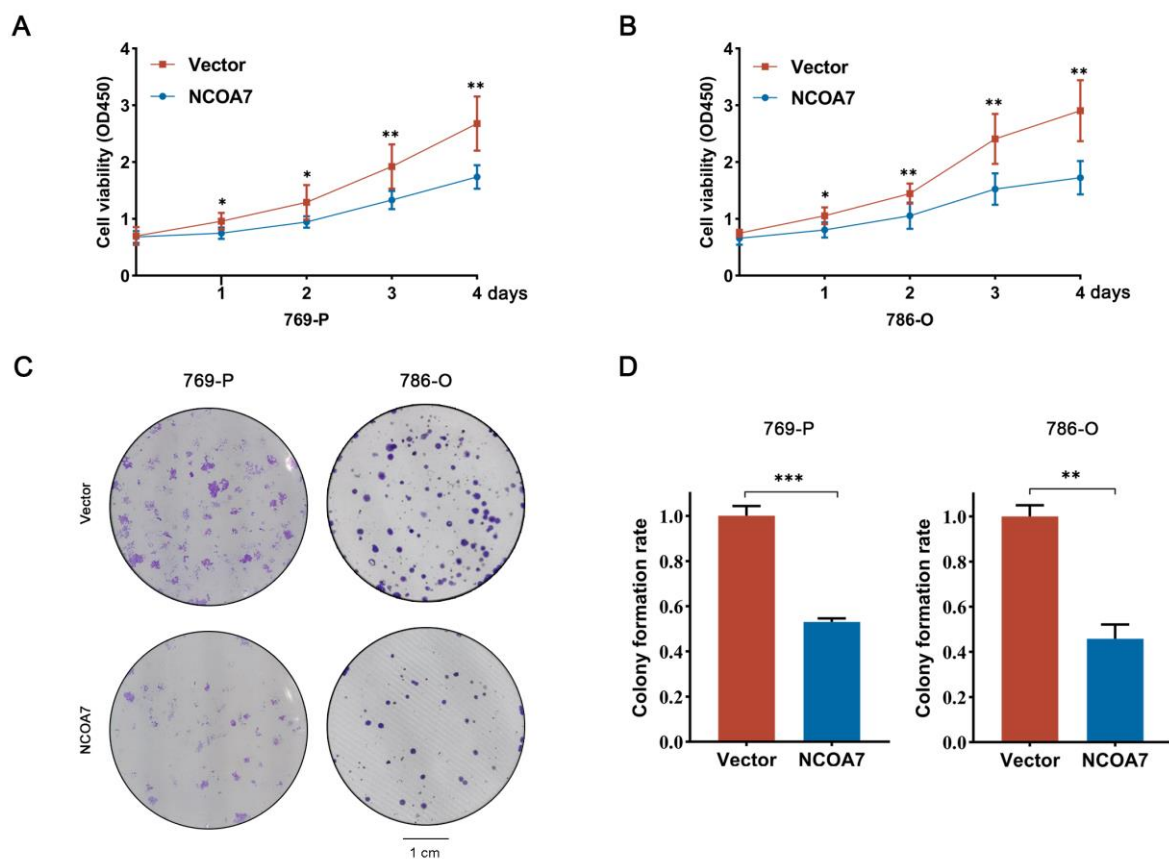 A
Cell viability (OD450)
4
3
2
1
0
Vector
NCOA7
*
*
**
**
1 2 3 4 days
769-P
B
Cell viability (OD450)
4
3
2
1
0
Vector
NCOA7
*
**
**
**
1 2 3 4 days
786-O
C
769-P 786-O
Vector
NCOA7
1 cm
D
769-P
Colony formation rate
1.0
0.8
0.6
0.4
0.2
0.0
***
Vector NCOA7
786-O
Colony formation rate
1.0
0.8
0.6
0.4
0.2
0.0
**
Vector NCOA7